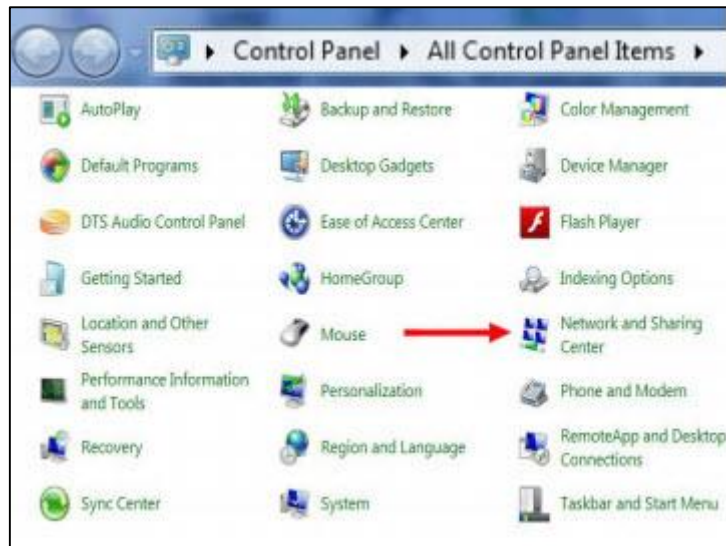 Control Panel All Control Panel Items
AutoPlay Backup and Restore Color Management
Default Programs Desktop Gadgets Device Manager
DTS Audio Control Panel Ease of Access Center Flash Player
Getting Started HomeGroup Indexing Options
Location and Other
Sensors
Mouse
Network and Sharing
Center
Performance Information
and Tools
Personalization
Phone and Modem
Recovery Region and Language
RemoteApp and Desktop
Connections
Sync Center System Taskbar and Start Menu